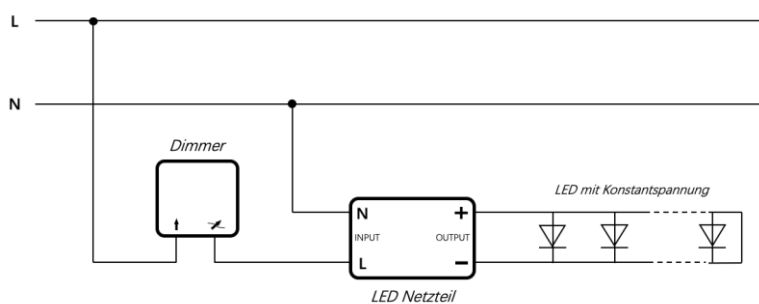 L
N
Dimmer
LED mit Konstantspannung
N
+
INPUT
OUTPUT
L
−
LED Netzteil